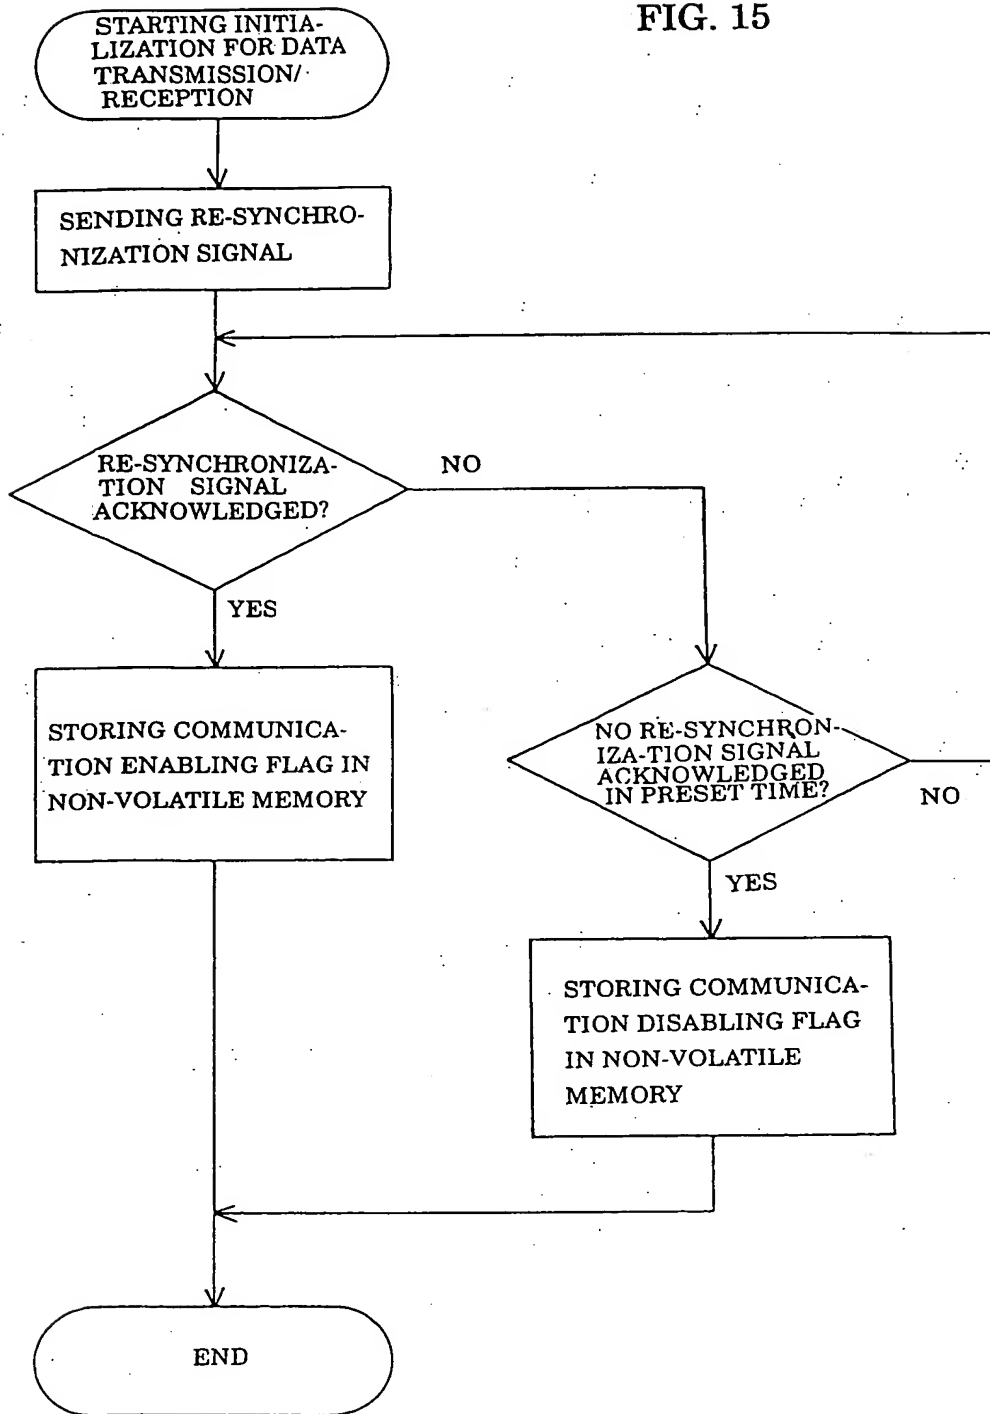 FIG. 15
STARTING INITIA-
LIZATION FOR DATA
TRANSMISSION/
RECEPTION
SENDING RE-SYNCHRO-
NIZATION SIGNAL
RE-SYNCHRONIZA-
TION SIGNAL
ACKNOWLEDGED?
NO
YES
STORING COMMUNICA-
TION ENABLING FLAG IN
NON-VOLATILE MEMORY
NO RE-SYNCHRON-
IZA-TION SIGNAL
ACKNOWLEDGED
IN PRESET TIME?
NO
YES
STORING COMMUNICA-
TION DISABLING FLAG
IN NON-VOLATILE
MEMORY
END